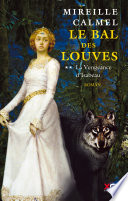 MIREILLE
CALMEL
LE BAL
DES
LOUVES
** La Vengeance
d'Isabeau
ROMAN